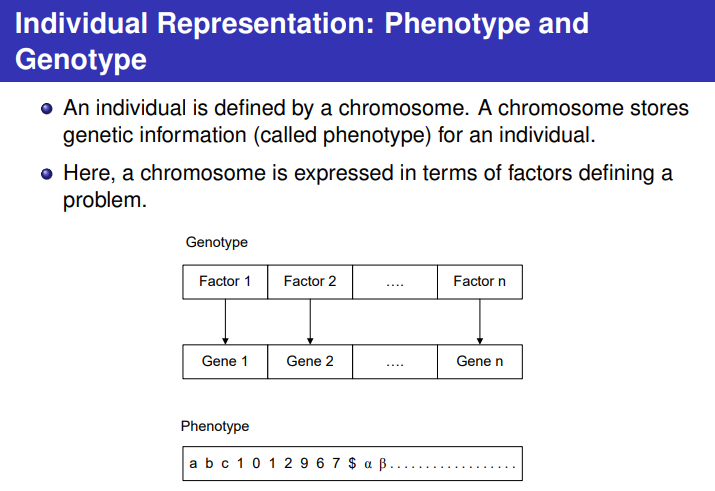 Individual Representation: Phenotype and
Genotype
An individual is defined by a chromosome. A chromosome stores
genetic information (called phenotype) for an individual.
Here, a chromosome is expressed in terms of factors defining a
problem.
Genotype
Factor 1 Factor 2 .... Factor n
Gene 1 Gene 2 .... Gene n
Phenotype
a b c 1 0 1 2 9 6 7 $ α β . . . . . . . . . . . . . . . . . .